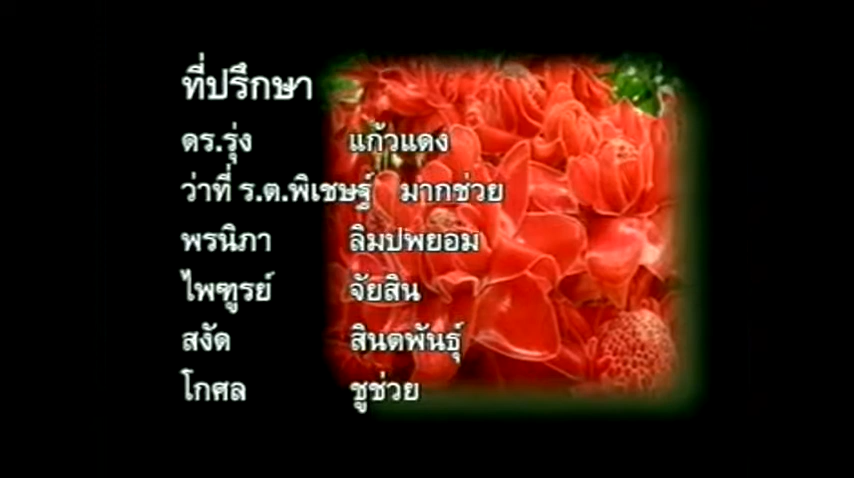 ที่ปรึกษา
ดร.รุ่ง แก้วแดง
ว่าที่ ร.ต.พิเชษฐ์ มากช่วย
พรนิภา ลิมปพยอม
ไพฑูรย์ จัยสิน
สงัด สินตพันธุ์
โกศล ชูช่วย